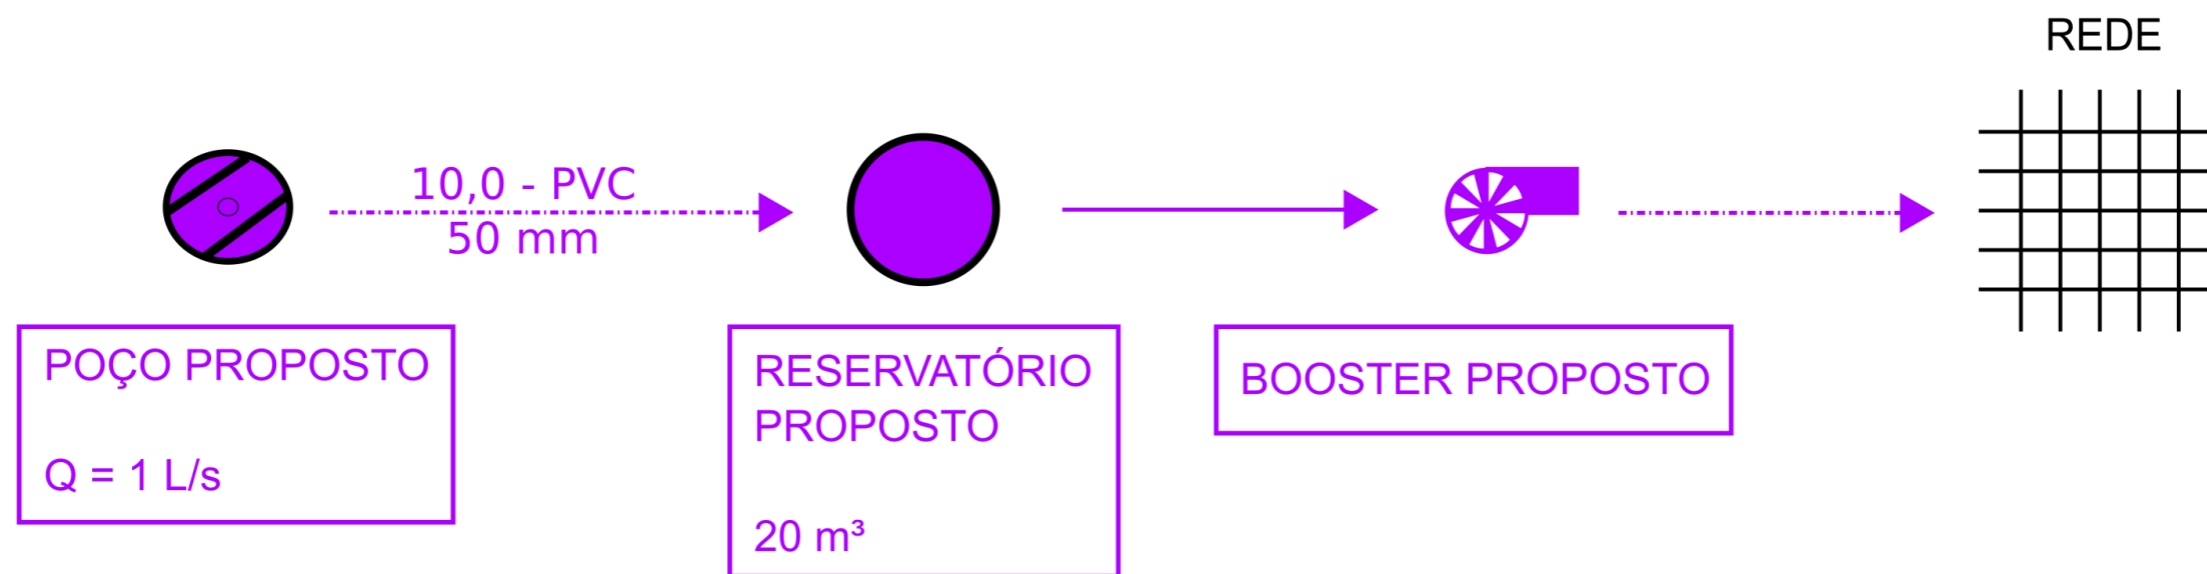 REDE
10,0 - PVC
50 mm
POÇO PROPOSTO
Q = 1 L/s
RESERVATÓRIO
PROPOSTO
20 m³
BOOSTER PROPOSTO